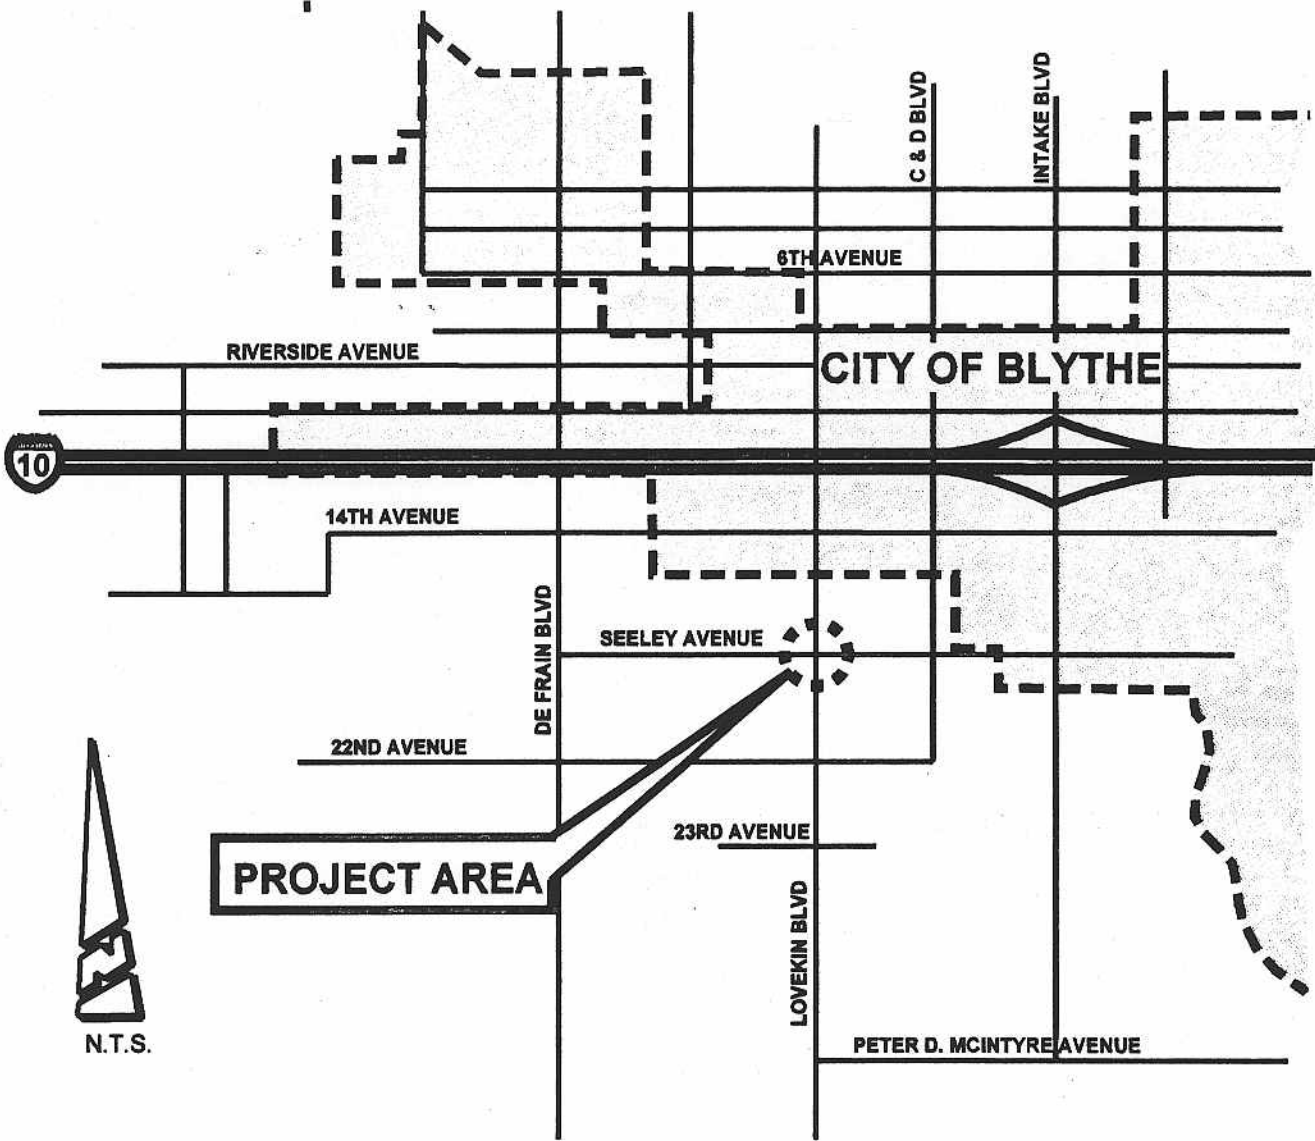 C & D BLVD
INTAKE BLVD
6TH AVENUE
RIVERSIDE AVENUE
CITY OF BLYTHE
10
14TH AVENUE
DE FRAIN BLVD
SEELEY AVENUE
22ND AVENUE
23RD AVENUE
PROJECT AREA
LOVEKIN BLVD
N
N.T.S.
PETER D. MCINTYRE AVENUE